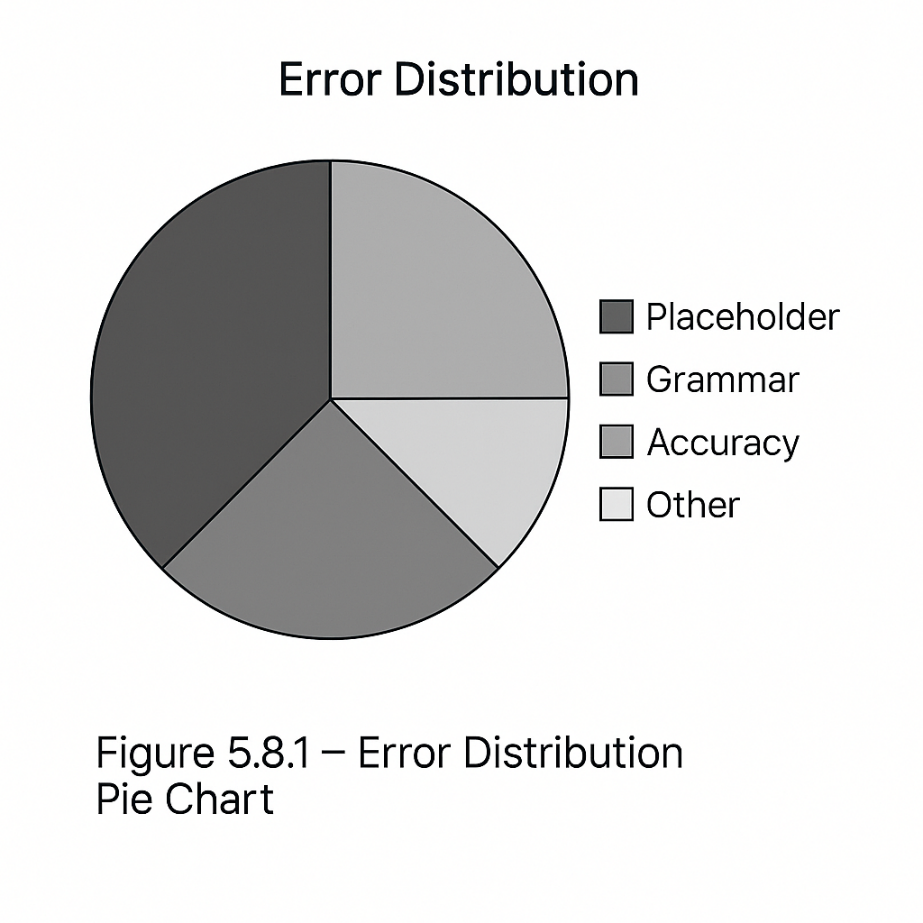 Error Distribution
Placeholder
Grammar
Accuracy
Other
Figure 5.8.1 – Error Distribution
Pie Chart